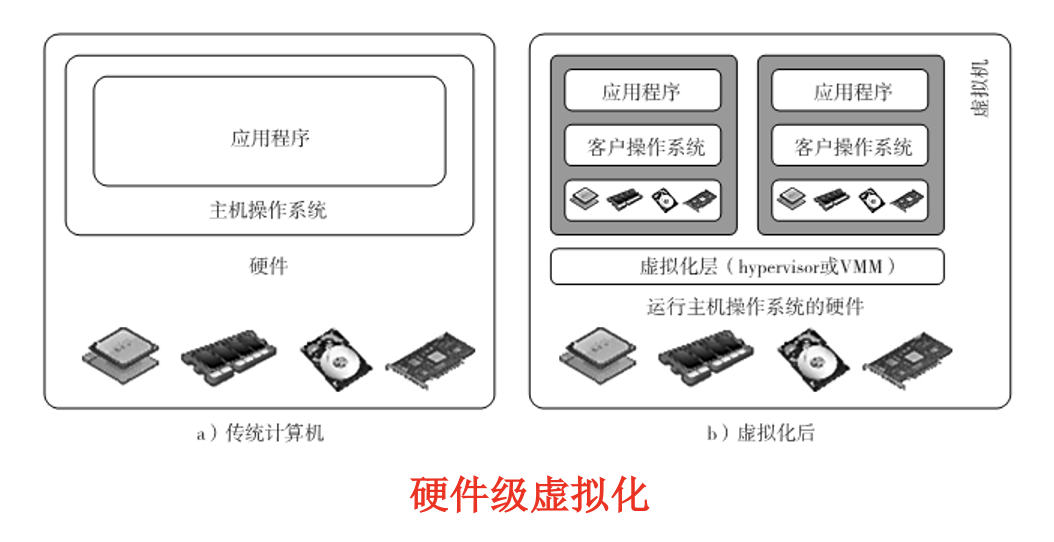 应用程序
主机操作系统
硬件
a）传统计算机
应用程序
客户操作系统
应用程序
客户操作系统
虚拟机
虚拟化层（hypervisor或VMM）
运行主机操作系统的硬件
b）虚拟化后
硬件级虚拟化